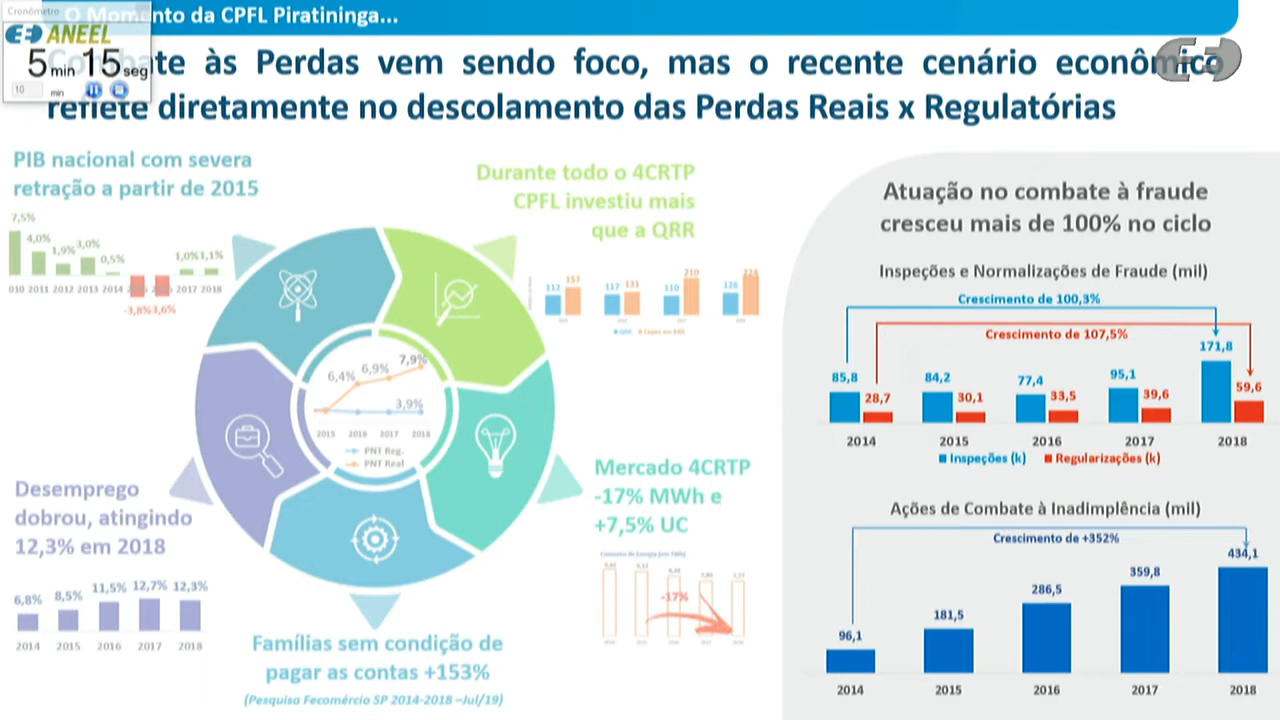 Cronômetro
O Momento da CPFL Piratininga...
ANEEL
5 min 15 seg
10 min
Combate às Perdas vem sendo foco, mas o recente cenário econômico
reflete diretamente no descolamento das Perdas Reais x Regulatórias
PIB nacional com severa
retração a partir de 2015
7,5%
4,0%
1,9%
3,0%
0,5%
1,0%
1,1%
010 2011 2012 2013 2014 2017 2018
-3,8% 3,6%
Durante todo o 4CRTP
CPFL investiu mais
que a QRR
112 157
117 131
110 210
126 224
QRR
6,4%
6,9%
7,9%
3,9%
2015 2016 2017 2018
PNT Reg.
PNT Real
Desemprego
dobrou, atingindo
12,3% em 2018
6,8% 8,5% 11,5% 12,7% 12,3%
2014 2015 2016 2017 2018
Famílias sem condição de
pagar as contas +153%
(Pesquisa Fecomércio SP 2014-2018 –Jul/19)
Mercado 4CRTP
-17% MWh e
+7,5% UC
-17%
Atuação no combate à fraude
cresceu mais de 100% no ciclo
Inspeções e Normalizações de Fraude (mil)
Crescimento de 100,3%
Crescimento de 107,5%
85,8 28,7
84,2 30,1
77,4 33,5
95,1 39,6
171,8 59,6
2014 2015 2016 2017 2018
Inspeções (k) Regularizações (k)
Ações de Combate à Inadimplência (mil)
Crescimento de +352%
96,1 181,5 286,5 359,8 434,1
2014 2015 2016 2017 2018